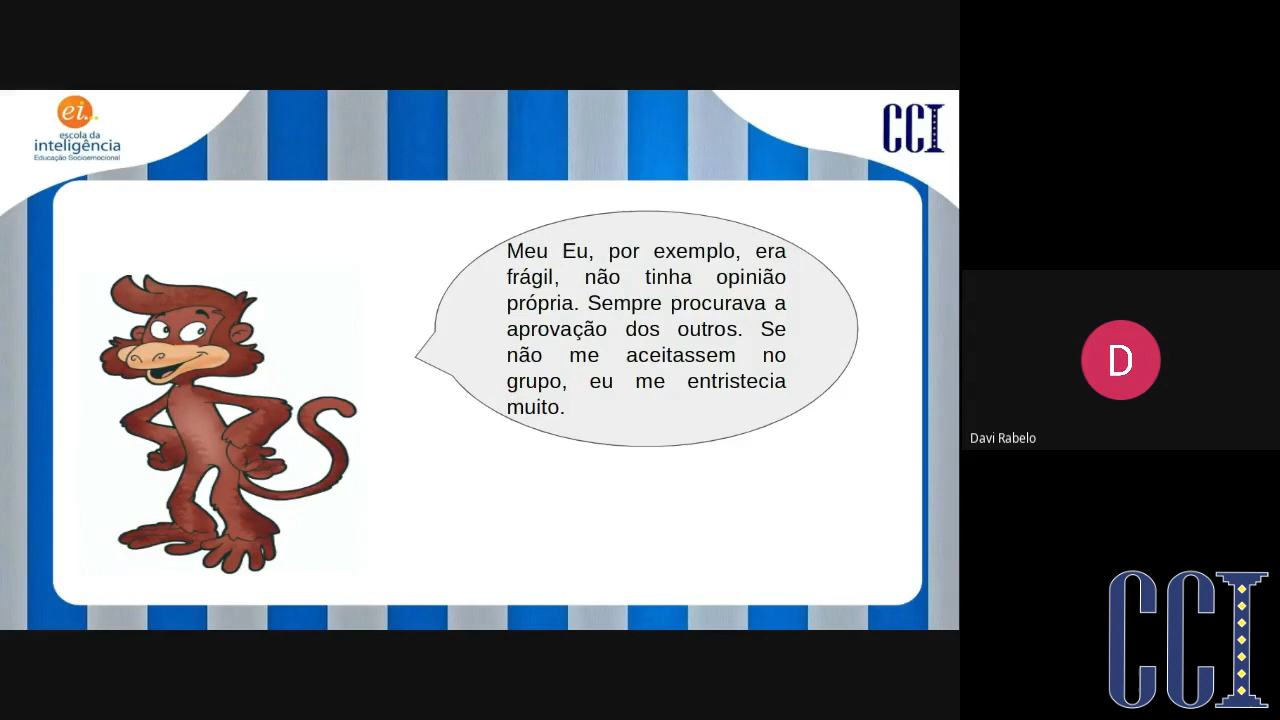 ei...
escola da
inteligência
Educação Socioemocional
CCI
Meu Eu, por exemplo, era
frágil, não tinha opinião
própria. Sempre procurava a
aprovação dos outros. Se
não me aceitassem no
grupo, eu me entristecia
muito.
D
Davi Rabelo
CCI